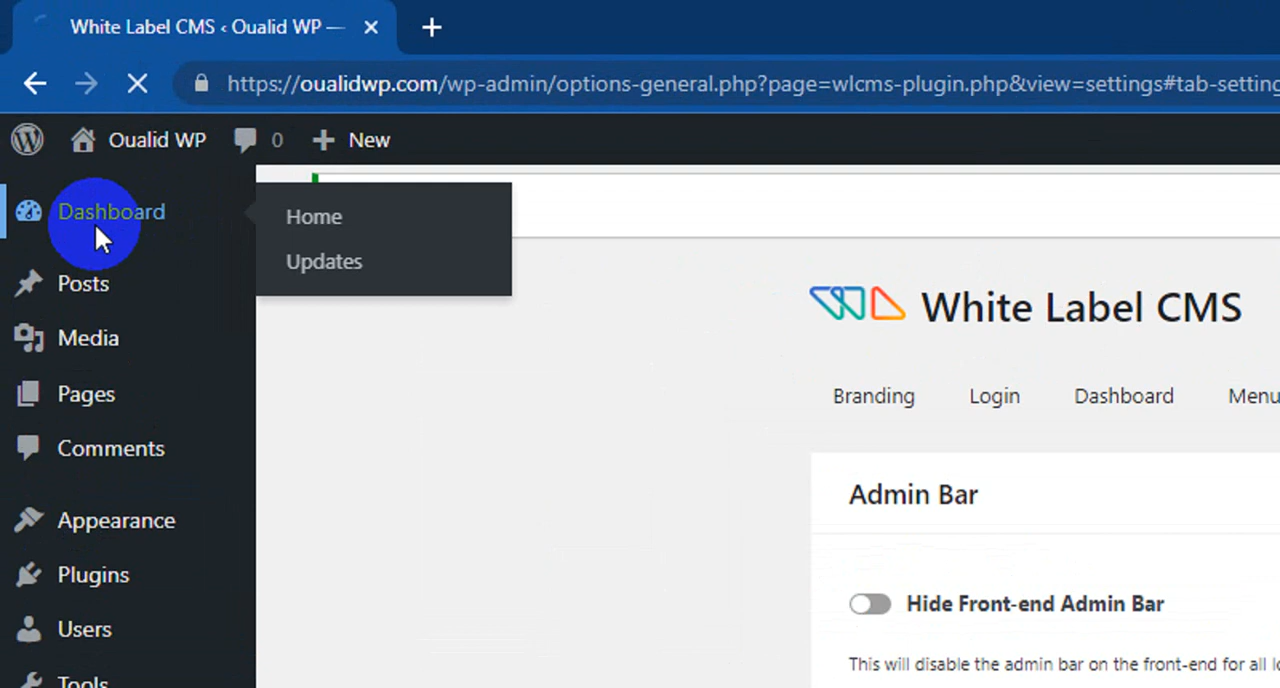 White Label CMS ‹ Oualid WP —
https://oualidwp.com/wp-admin/options-general.php?page=wlcms-plugin.php&view=settings#tab-setting
Oualid WP 0 New
Dashboard
Home
Updates
Posts
Media
Pages
Comments
Appearance
Plugins
Users
Tools
White Label CMS
Branding Login Dashboard Menu
Admin Bar
Hide Front-end Admin Bar
This will disable the admin bar on the front-end for all